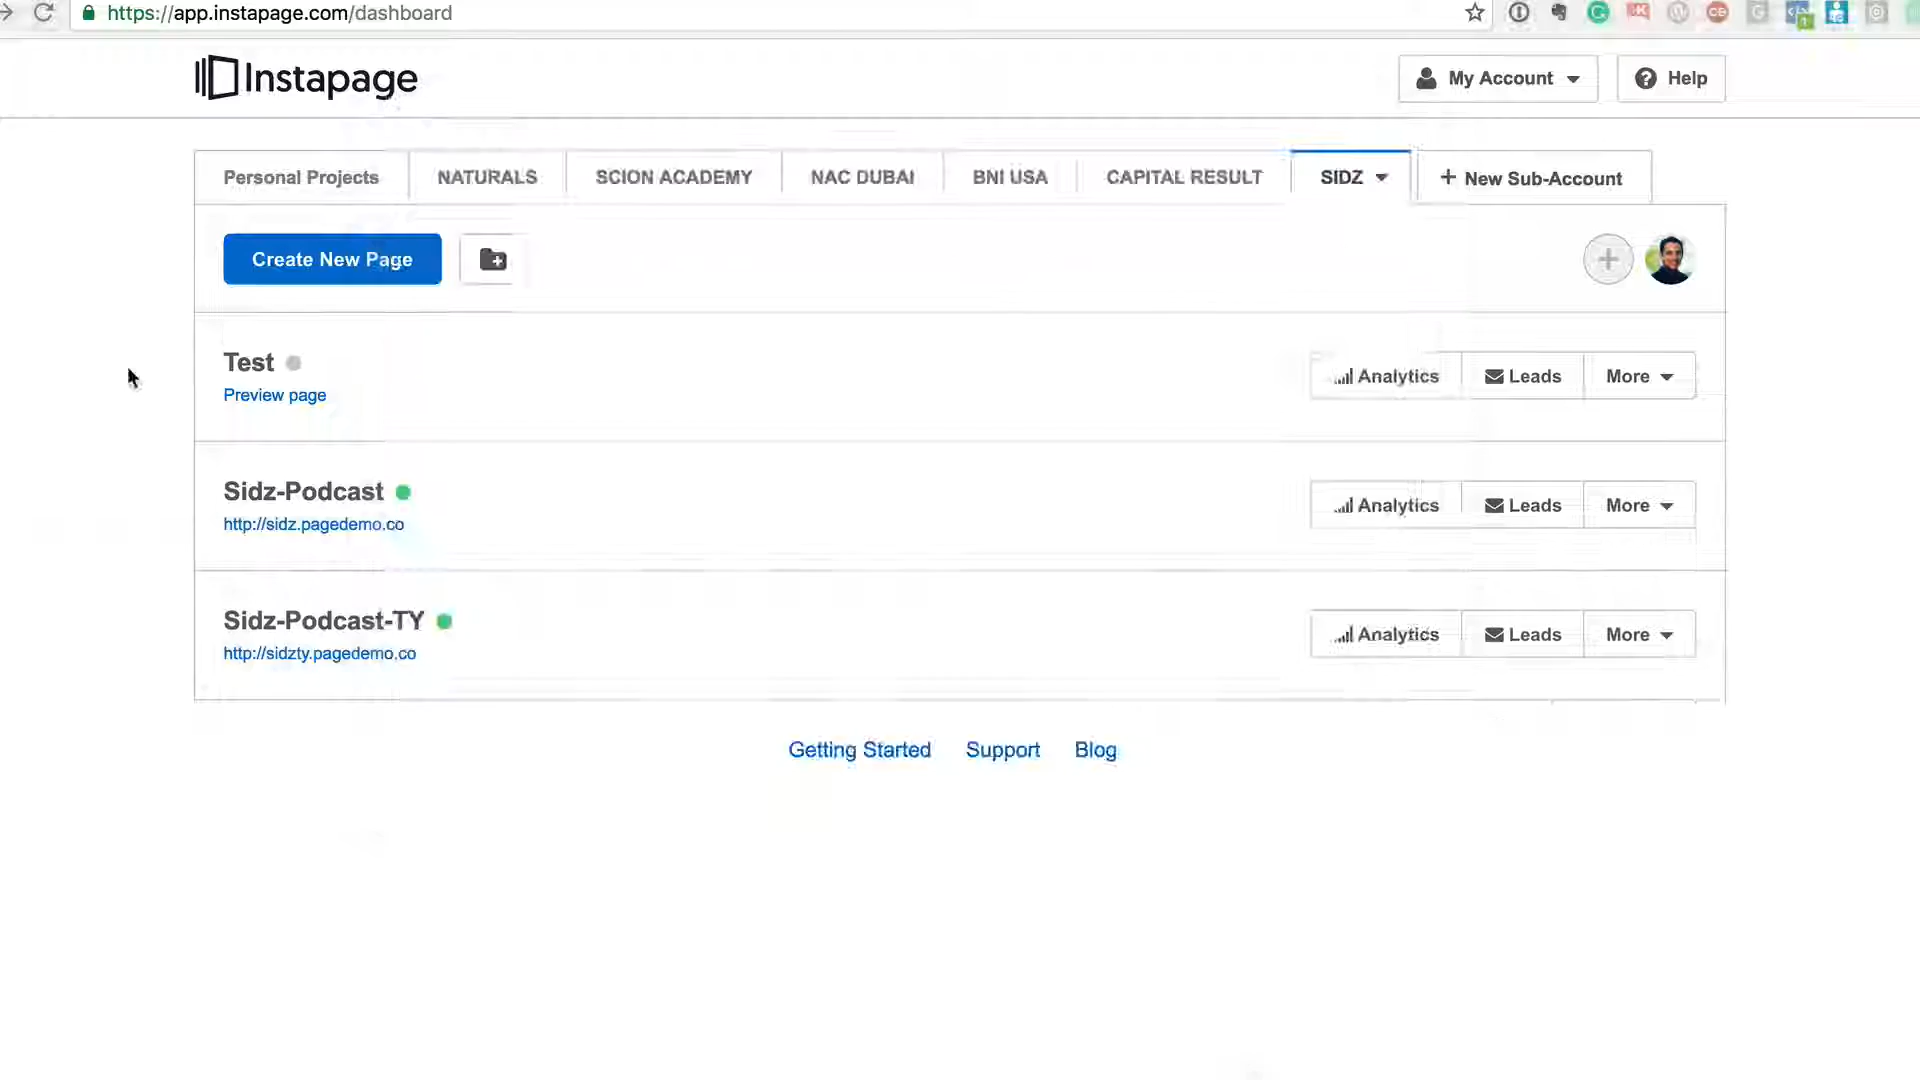 https://app.instapage.com/dashboard
Instapage
My Account
Help
Personal Projects
NATURALS
SCION ACADEMY
NAC DUBAI
BNI USA
CAPITAL RESULT
SIDZ
+ New Sub-Account
Create New Page
Test
Preview page
Analytics
Leads
More
Sidz-Podcast
http://sidz.pagedemo.co
Analytics
Leads
More
Sidz-Podcast-TY
http://sidzty.pagedemo.co
Analytics
Leads
More
Getting Started
Support
Blog